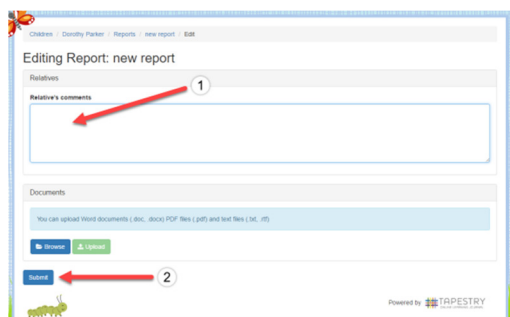 Children / Dorothy Parker / Reports / new report / Edit
Editing Report: new report
Relatives
1
Relative's comments
Documents
You can upload Word documents (.doc, .docx) PDF files (.pdf) and text files (.txt, .rtf).
Browse Upload
Submit
2
Powered by TAPESTRY